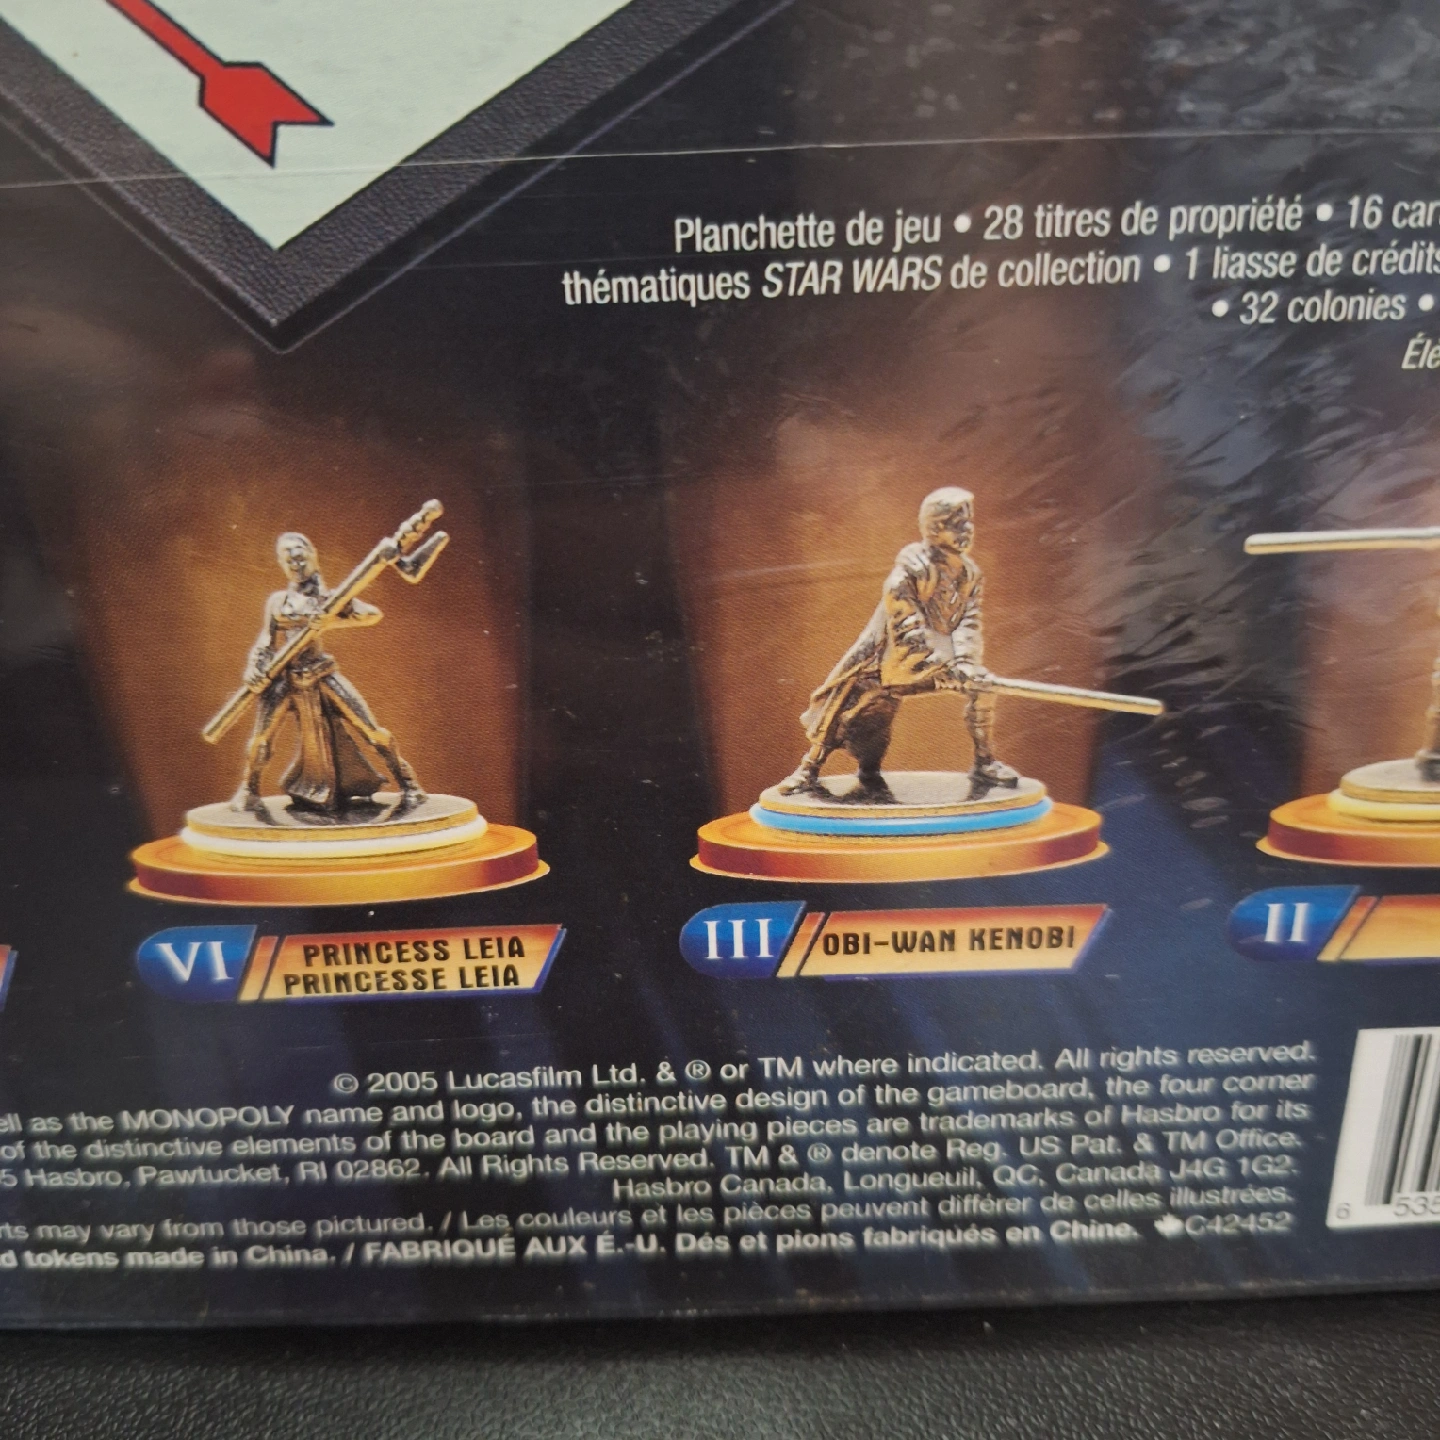 Planchette de jeu • 28 titres de propriété • 16
thématiques STAR WARS de collection • 1 liasse de crédits
• 32 colonies •
VI PRINCESS LEIA
PRINCESSE LEIA
III OBI-WAN KENOBI
II
© 2005 Lucasfilm Ltd. & ® or TM where indicated. All rights reserved.
as the MONOPOLY name and logo, the distinctive design of the gameboard, the four corner
of the distinctive elements of the board and the playing pieces are trademarks of Hasbro for its
5 Hasbro, Pawtucket, RI 02862. All Rights Reserved. TM & ® denote Reg. US Pat. & TM Office.
Hasbro Canada, Longueuil, QC, Canada J4G 1G2.
may vary from those pictured. / Les couleurs et les pièces peuvent différer de celles illustrées.
tokens made in China. / FABRIQUÉ AUX É.-U. Dés et pions fabriqués en Chine. C42452
6 535